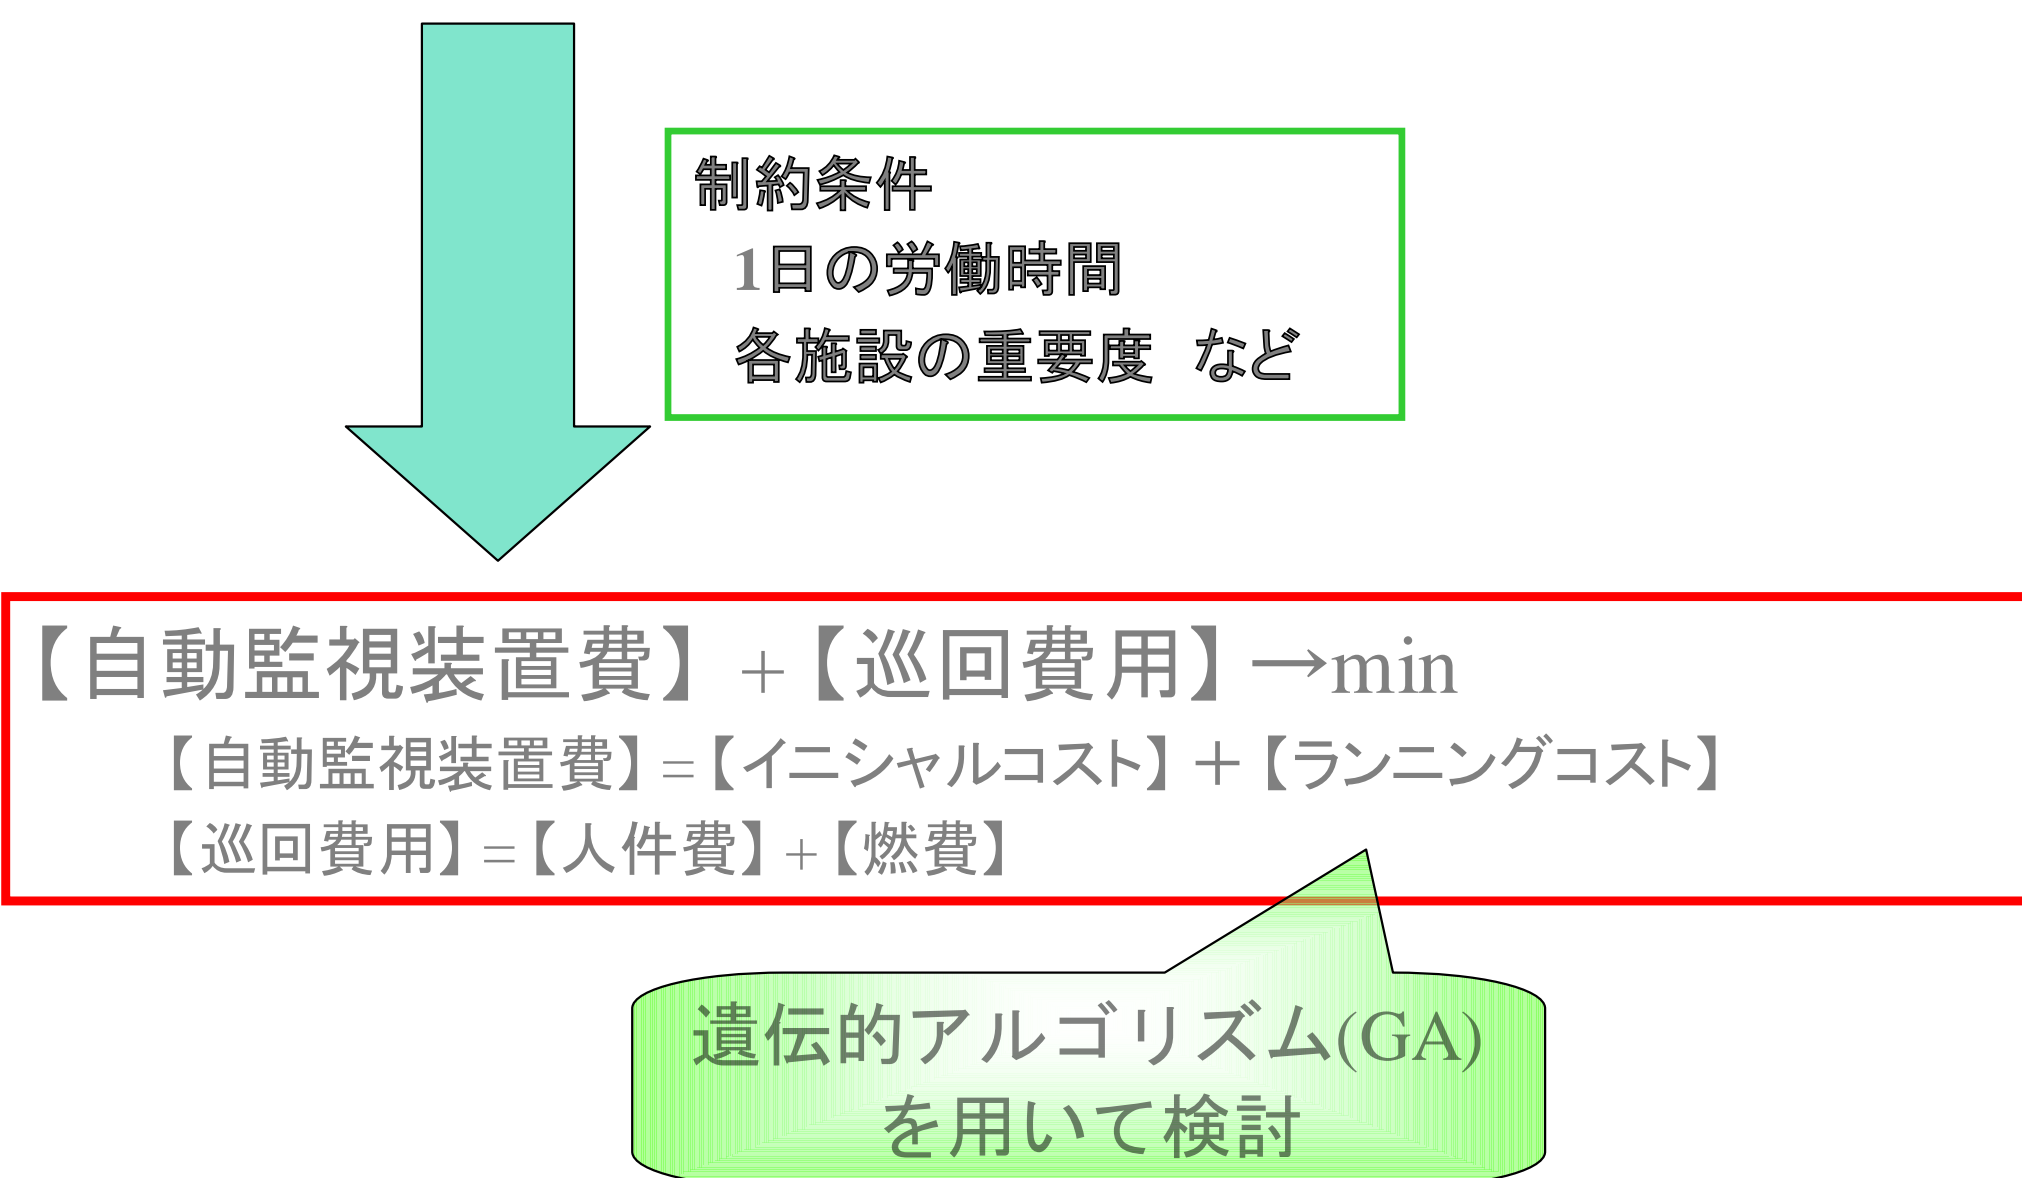 制約条件
1日の労働時間
各施設の重要度　など
【自動監視装置費】+【巡回費用】→min
【自動監視装置費】=【イニシャルコスト】＋【ランニングコスト】
【巡回費用】=【人件費】+【燃費】
遺伝的アルゴリズム(GA)
を用いて検討